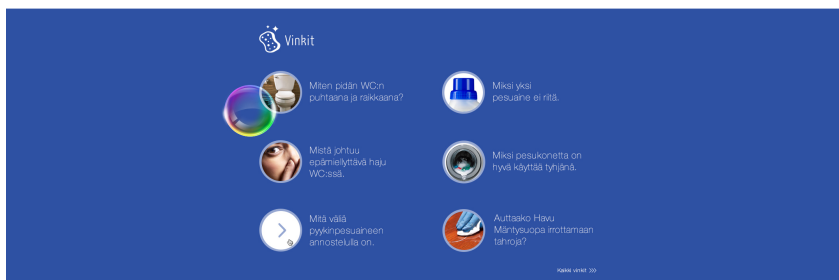 Vinkit
Miten pidän WC:n
puhtaana ja raikkaana?
Miksi yksi
pesuaine ei riitä.
Mistä johtuu
epämiellyttävä haju
WC:ssä.
Miksi pesukonetta on
hyvä käyttää tyhjänä.
Mitä väliä
pyykinpesuaineen
annostelulla on.
Auttaako Havu
Mäntysuopa irrottamaan
tahroja?
Kaikki vinkit >>>